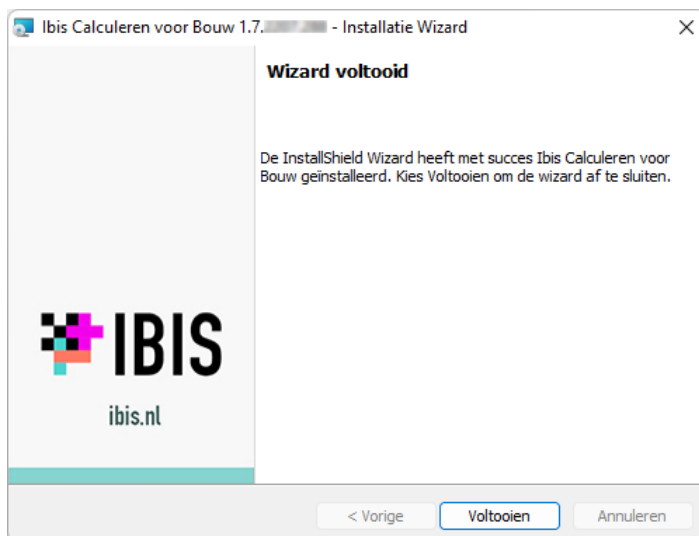 Ibis Calculeren voor Bouw 1.7. - Installatie Wizard
Wizard voltooid
De InstallShield Wizard heeft met succes Ibis Calculeren voor
Bouw geïnstalleerd. Kies Voltooien om de wizard af te sluiten.
IBIS
ibis.nl
< Vorige
Voltooien
Annuleren